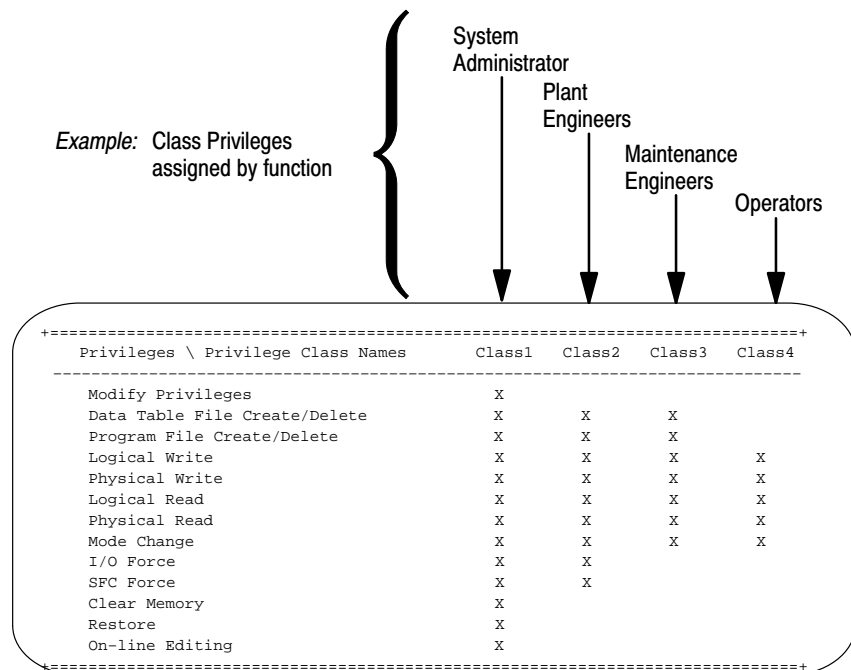 System
Administrator
Plant
Engineers
Example: Class Privileges
assigned by function
Maintenance
Engineers
Operators
+==============================================================================+
Privileges \ Privilege Class Names Class1 Class2 Class3 Class4
------------------------------------------------------------------------------
Modify Privileges X
Data Table File Create/Delete X X X
Program File Create/Delete X X X
Logical Write X X X X
Physical Write X X X X
Logical Read X X X X
Physical Read X X X X
Mode Change X X X X
I/O Force X X
SFC Force X X
Clear Memory X
Restore X
On-line Editing X
+==============================================================================+